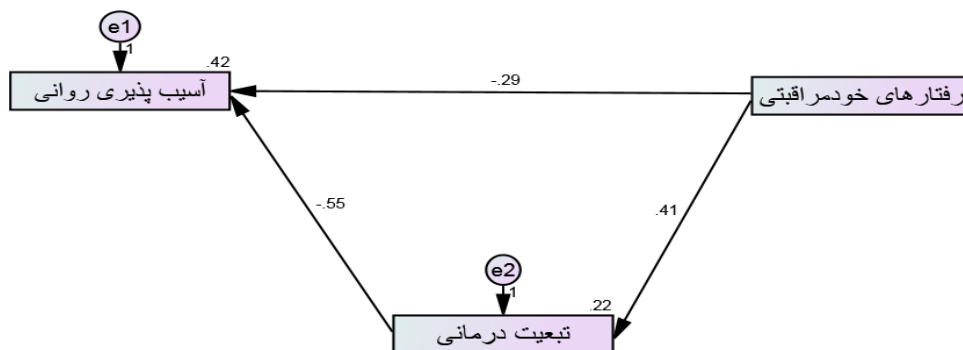 e1
1
.42
آسیب پذیری روانی
-.29
رفتارهای خودمراقبتی
-.55
.41
e2
1
.22
تبعیت درمانی